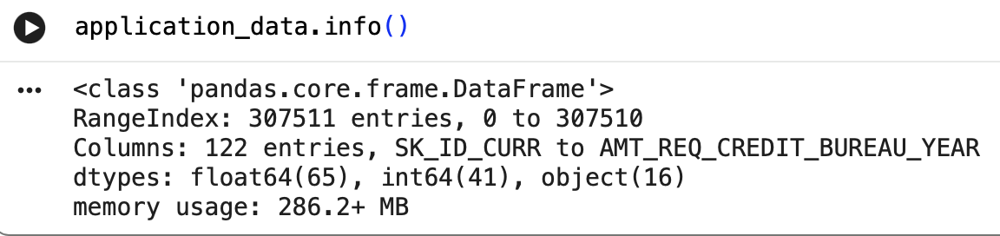 application_data.info()
<class 'pandas.core.frame.DataFrame'>
RangeIndex: 307511 entries, 0 to 307510
Columns: 122 entries, SK_ID_CURR to AMT_REQ_CREDIT_BUREAU_YEAR
dtypes: float64(65), int64(41), object(16)
memory usage: 286.2+ MB